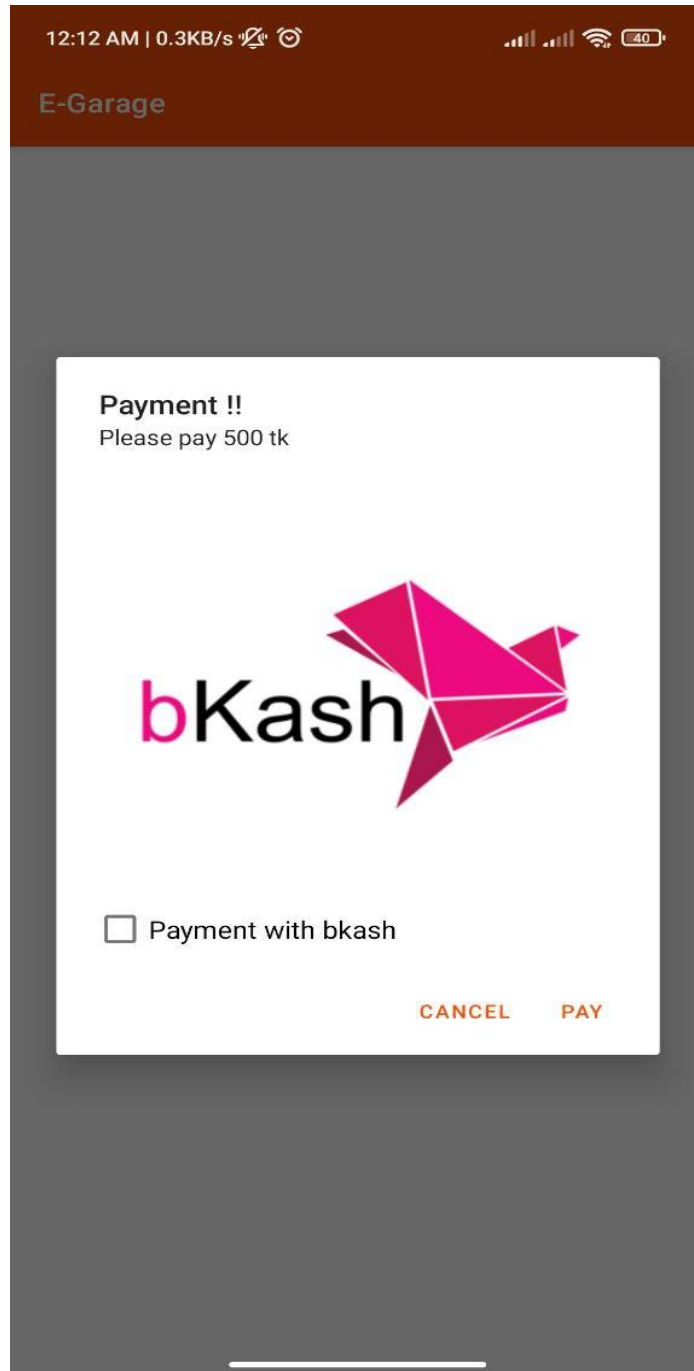 12:12 AM | 0.3KB/s 40
E-Garage
Payment !!
Please pay 500 tk
bKash
Payment with bkash
CANCEL PAY